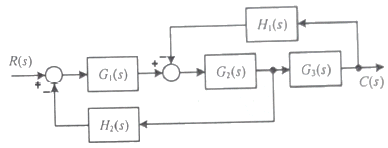 H₁(s)
R(s)
+
−
G₁(s)
+
−
G₂(s)
G₃(s)
C(s)
H₂(s)